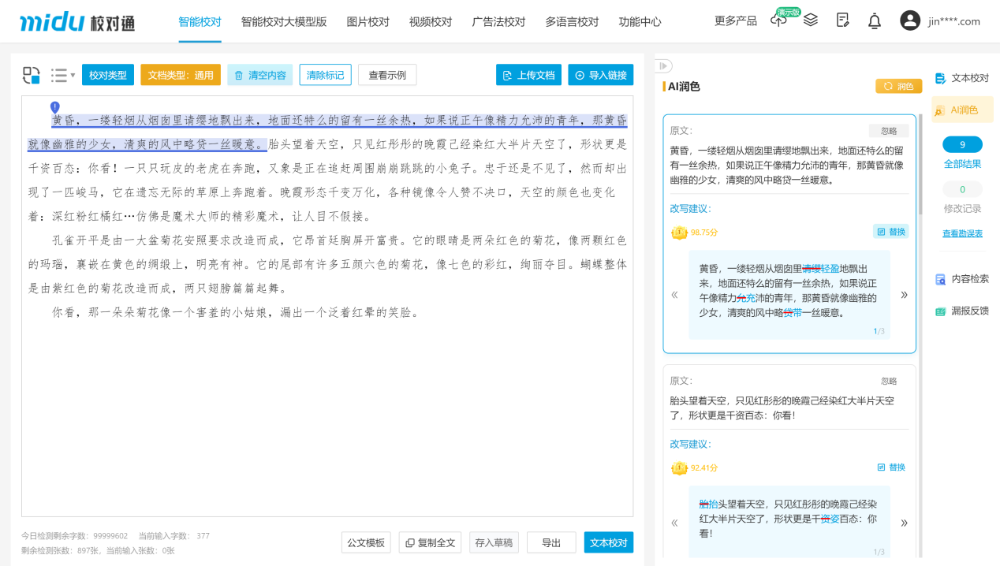 midu 校对通
智能校对 智能校对大模型版 图片校对 视频校对 广告法校对 多语言校对 功能中心 更多产品 演示版 jin****.com
校对类型 文档类型：通用 清空内容 清除标记 查看示例 上传文档 导入链接
黄昏，一缕轻烟从烟囱里请缨地飘出来，地面还特么的留有一丝余热，如果说正午像精力允沛的青年，那黄昏
就像幽雅的少女，清爽的风中略贷一丝暖意。胎头望着天空，只见红彤彤的晚霞己经染红大半片天空了，形状更是
千资百态：你看！一只只玩皮的老虎在奔跑，又象是正在追赶周围崩崩跳跳的小兔子。忠于还是不见了，然而却出
现了一匹峻马，它在遗忘无际的草原上奔跑着。晚霞形态千变万化，各种镜像令人赞不决口，天空的颜色也变化
着：深红粉红橘红…仿佛是魔术大师的精彩魔术，让人目不假接。
孔雀开平是由一大盆菊花安照要求改造而成，它昂首廷胸屏开富贵。它的眼晴是两朵红色的菊花，像两颗红色
的玛瑙，襄嵌在黄色的绸缎上，明亮有神。它的尾部有许多五颜六色的菊花，像七色的彩红，绚丽夺目。蝴蝶整体
是由紫红色的菊花改造而成，两只翅膀篇篇起舞。
你看，那一朵朵菊花像一个害羞的小姑娘，漏出一个泛着红晕的笑脸。
今日检测剩余字数：99999602 当前输入字数：377
剩余检测张数：897张，当前输入张数：0张
公文模板 复制全文 存入草稿 导出 文本校对
AI润色 润色
原文： 忽略
黄昏，一缕轻烟从烟囱里请缨地飘出来，地面还特么的留
有一丝余热，如果说正午像精力允沛的青年，那黄昏就像
幽雅的少女，清爽的风中略贷一丝暖意。
改写建议：
1 98.75分 替换
黄昏，一缕轻烟从烟囱里请缨轻盈地飘出
来，地面还特么的留有一丝余热，如果说正
午像精力允充沛的青年，那黄昏就像幽雅的
少女，清爽的风中略贷带一丝暖意。
« »
1/3
原文： 忽略
胎头望着天空，只见红彤彤的晚霞己经染红大半片天空
了，形状更是千资百态：你看！
改写建议：
1 92.41分 替换
胎抬头望着天空，只见红彤彤的晚霞己经染
红大半片天空了，形状更是千资姿百态：你
看！
« »
1/3
文本校对
AI润色
9
全部结果
0
修改记录
查看勘误表
内容检索
漏报反馈